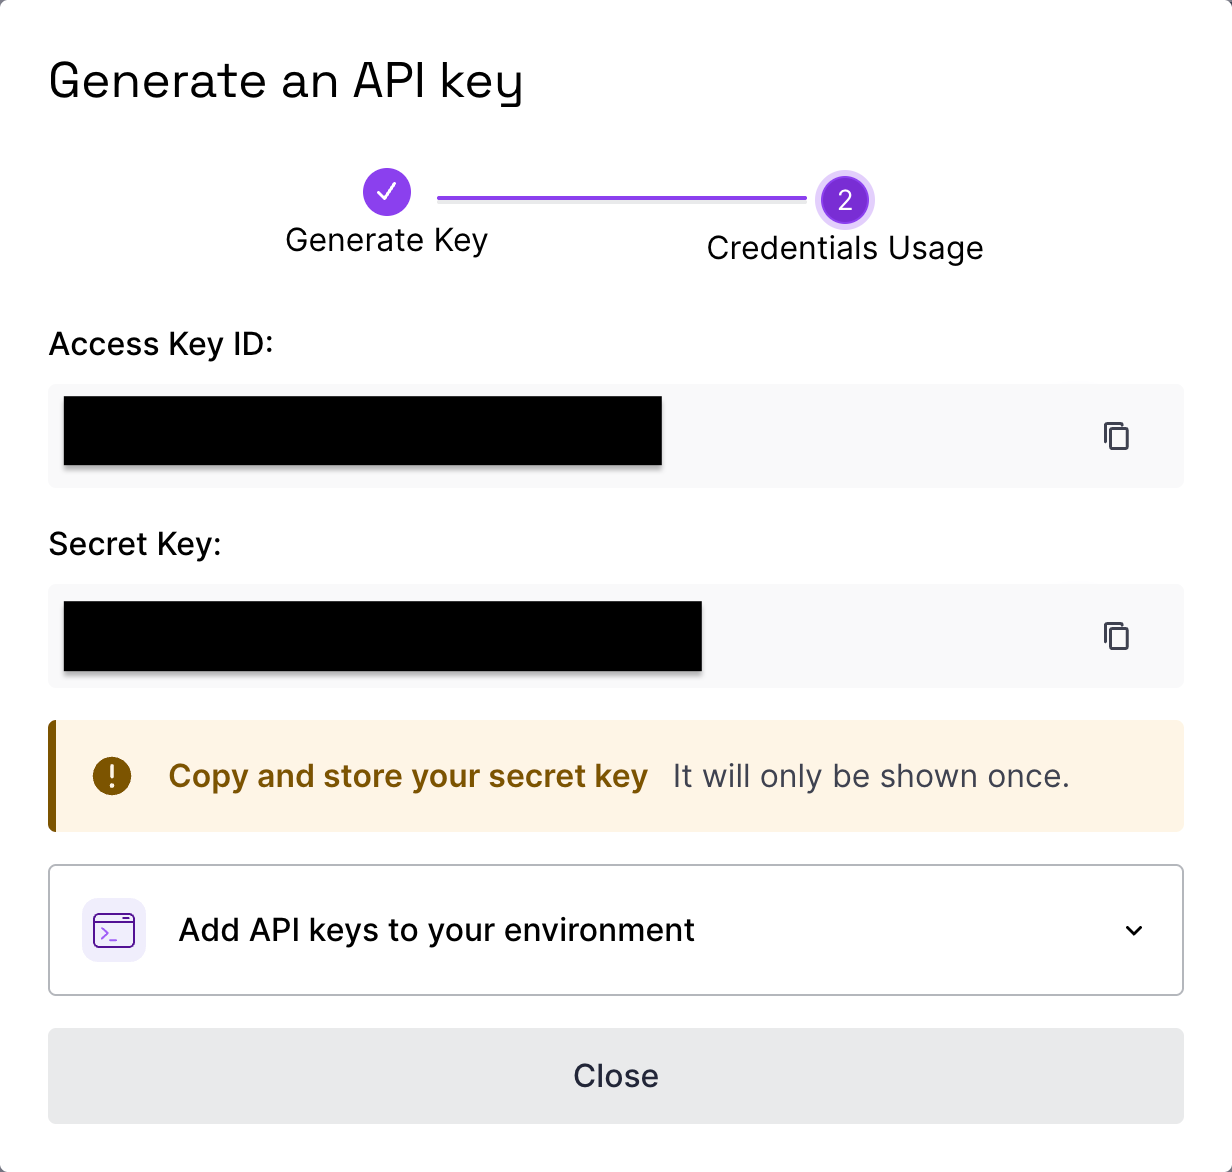 Generate an API key
2
Generate Key
Credentials Usage
Access Key ID:
Secret Key:
Copy and store your secret key It will only be shown once.
Add API keys to your environment
Close